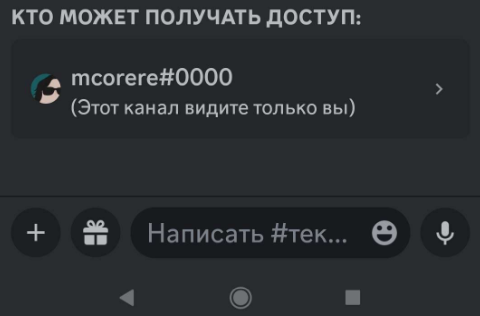 КТО МОЖЕТ ПОЛУЧАТЬ ДОСТУП:
mcorere#0000
(Этот канал видите только вы)
Написать #тек...